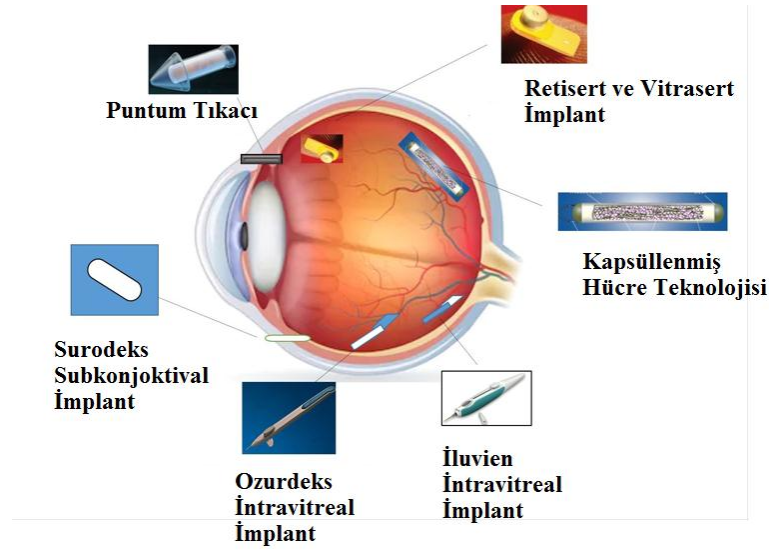 Puntum Tıkacı
Retisert ve Vitrasert
İmplant
Kapsüllenmiş
Hücre Teknolojisi
Surodeks
Subkonjoktival
İmplant
Ozurdeks
İntravitreal
İmplant
İluvien
İntravitreal
İmplant